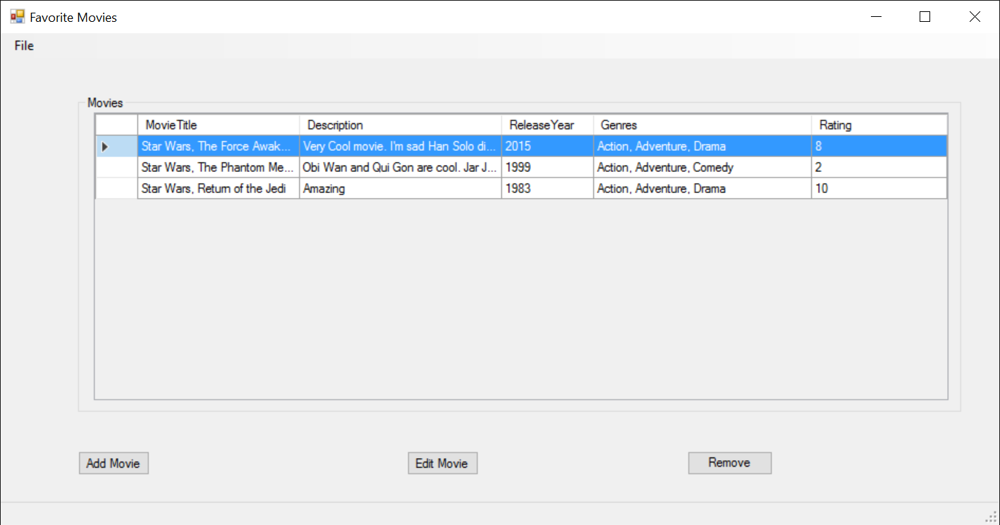 Favorite Movies
File
Movies
MovieTitle Description ReleaseYear Genres Rating
Star Wars, The Force Awak... Very Cool movie. I'm sad Han Solo di... 2015 Action, Adventure, Drama 8
Star Wars, The Phantom Me... Obi Wan and Qui Gon are cool. Jar J... 1999 Action, Adventure, Comedy 2
Star Wars, Return of the Jedi Amazing 1983 Action, Adventure, Drama 10
Add Movie Edit Movie Remove